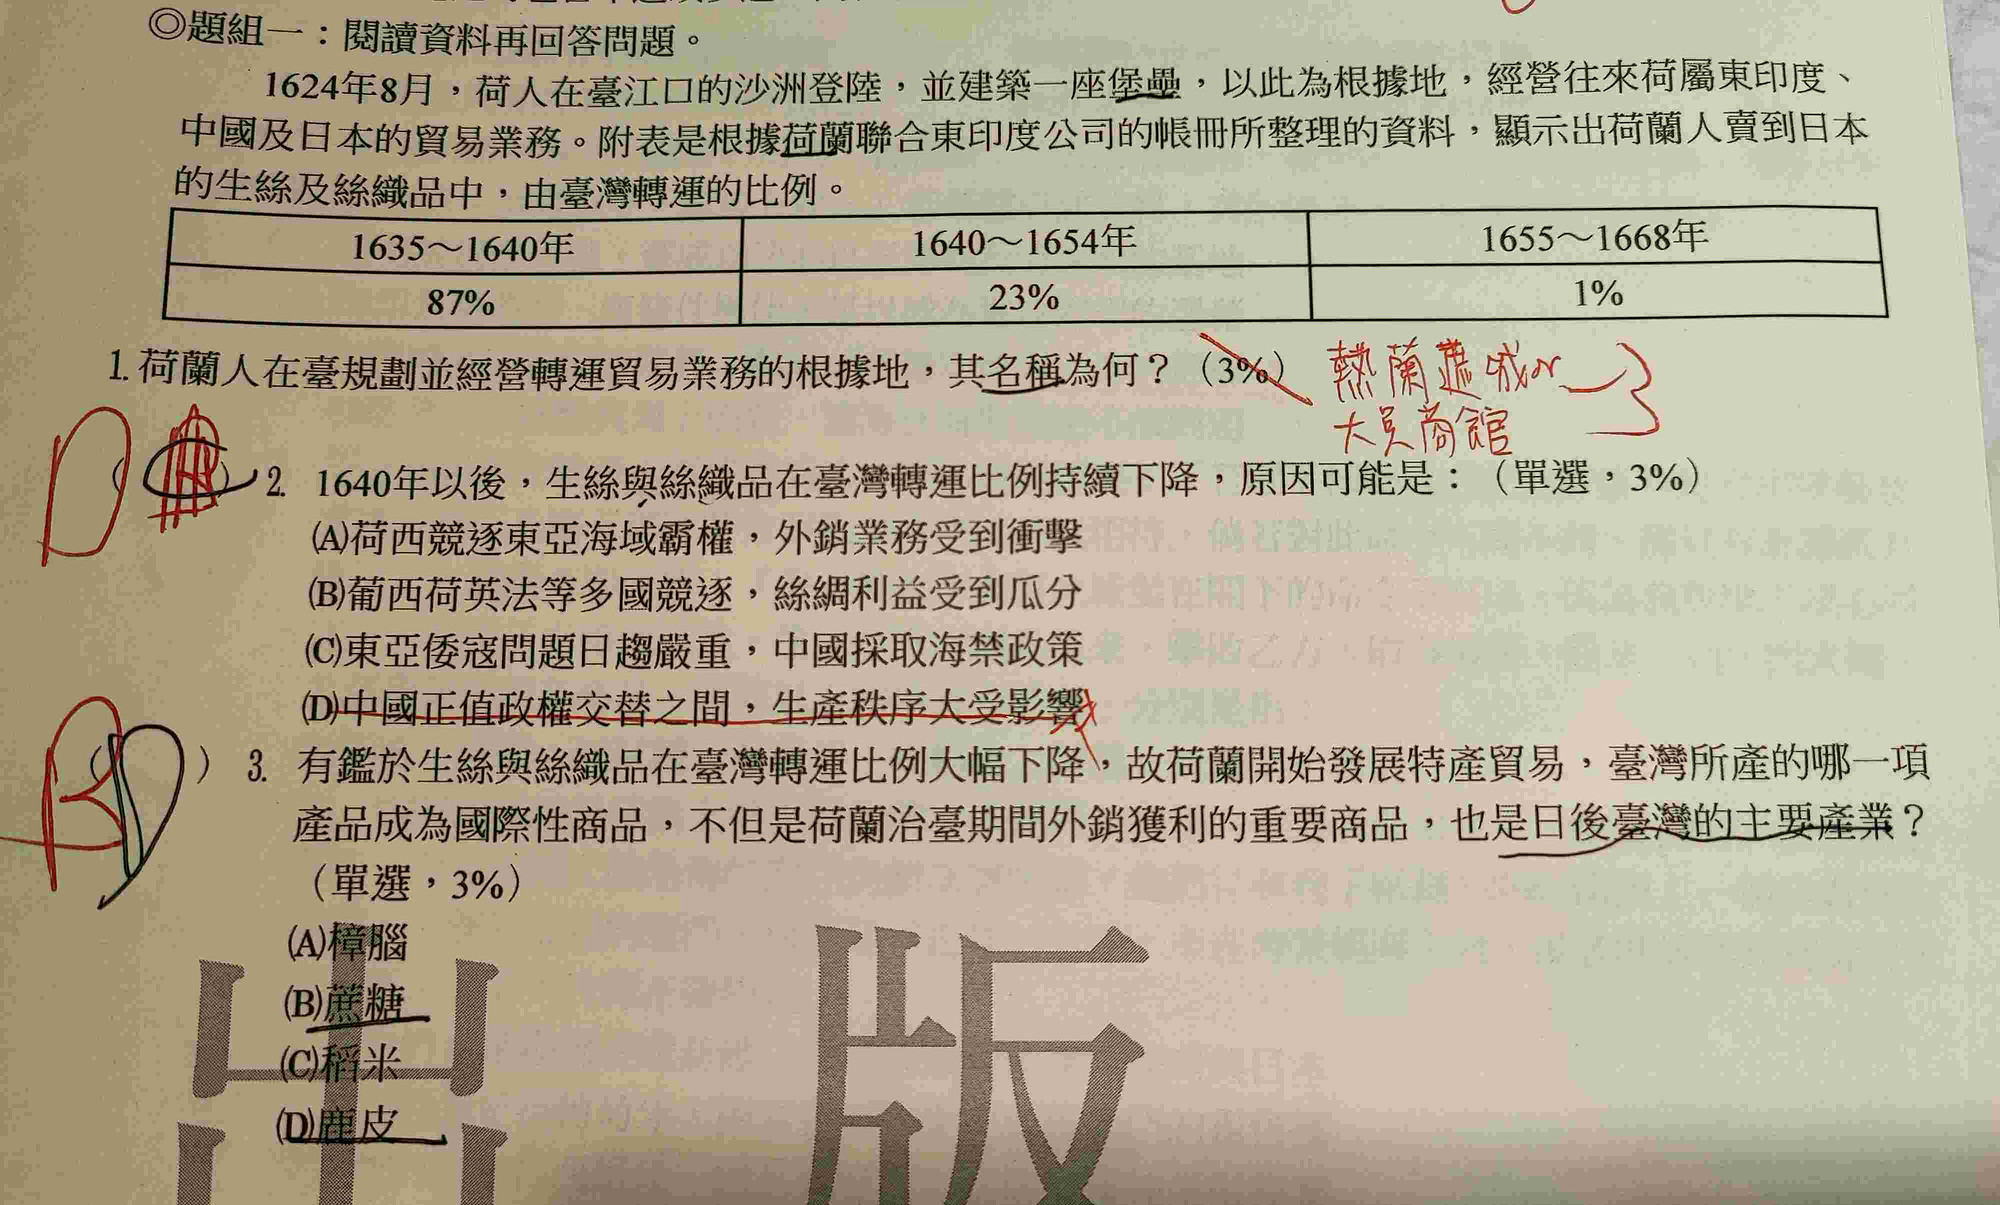 ◎題組一：閱讀資料再回答問題。
1624年8月，荷人在臺江口的沙洲登陸，並建築一座堡壘，以此為根據地，經營往來荷屬東印度、
中國及日本的貿易業務。附表是根據荷蘭聯合東印度公司的帳冊所整理的資料，顯示出荷蘭人賣到日本
的生絲及絲織品中，由臺灣轉運的比例。
1635～1640年 1640～1654年 1655～1668年
87% 23% 1%
1. 荷蘭人在臺規劃並經營轉運貿易業務的根據地，其名稱為何？（3%） 熱蘭遮城or
大員商館
D（ ）2. 1640年以後，生絲與絲織品在臺灣轉運比例持續下降，原因可能是：（單選，3%）
(A)荷西競逐東亞海域霸權，外銷業務受到衝擊
(B)葡西荷英法等多國競逐，絲綢利益受到瓜分
(C)東亞倭寇問題日趨嚴重，中國採取海禁政策
(D)中國正值政權交替之間，生產秩序大受影響
B（D）3. 有鑑於生絲與絲織品在臺灣轉運比例大幅下降，故荷蘭開始發展特產貿易，臺灣所產的哪一項
產品成為國際性商品，不但是荷蘭治臺期間外銷獲利的重要商品，也是日後臺灣的主要產業？
（單選，3%）
(A)樟腦
(B)蔗糖
(C)稻米
(D)鹿皮
出版